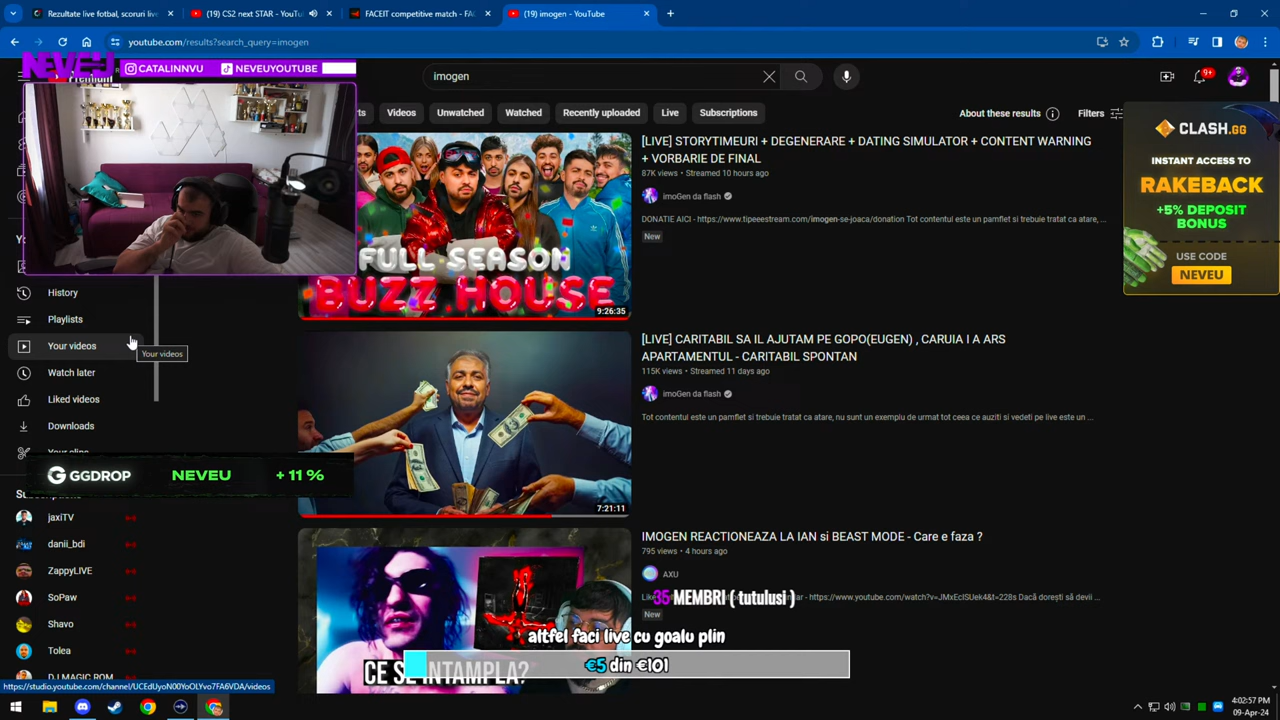 Rezultate live fotbal, scoruri live
(19) CS2 next STAR - YouTu
FACEIT competitive match - FA
(19) imogen - YouTube
youtube.com/results?search_query=imogen
NEVEU
CATALINNVU
NEVEUYOUTUBE
Premium
imogen
9+
Videos
Unwatched
Watched
Recently uploaded
Live
Subscriptions
About these results
Filters
FULL SEASON
BUZZ HOUSE
9:26:35
[LIVE] STORYTIMEURI + DEGENERARE + DATING SIMULATOR + CONTENT WARNING
+ VORBARIE DE FINAL
87K views • Streamed 10 hours ago
imoGen da flash
DONATIE AICI - https://www.tipeeestream.com/imogen-se-joaca/donation Tot contentul este un pamflet si trebuie tratat ca atare, ...
New
CLASH.GG
INSTANT ACCESS TO
RAKEBACK
+5% DEPOSIT
BONUS
USE CODE
NEVEU
History
Playlists
Your videos
Your videos
Watch later
Liked videos
Downloads
Your clips
GGDROP
NEVEU
+ 11 %
7:21:11
[LIVE] CARITABIL SA IL AJUTAM PE GOPO(EUGEN) , CARUIA I A ARS
APARTAMENTUL - CARITABIL SPONTAN
115K views • Streamed 11 days ago
imoGen da flash
Tot contentul este un pamflet si trebuie tratat ca atare, nu sunt un exemplu de urmat tot ceea ce auziti si vedeti pe live este un ...
jaxiTV
danii_bdi
ZappyLIVE
SoPaw
Shavo
Tolea
DJ MAGIC ROM
IMOGEN REACTIONEAZA LA IAN si BEAST MODE - Care e faza ?
795 views • 4 hours ago
AXU
https://www.youtube.com/watch?v=JMxEcISUek4&t=228s Dacă dorești să devii ...
New
35 MEMBRI ( tutulusi )
altfel faci live cu goalu plin
€5 din €101
CE SE INTAMPLA?
https://studio.youtube.com/channel/UCEdUyoN00YoOLYvo7FA6VDA/videos
4:02:57 PM
09-Apr-24